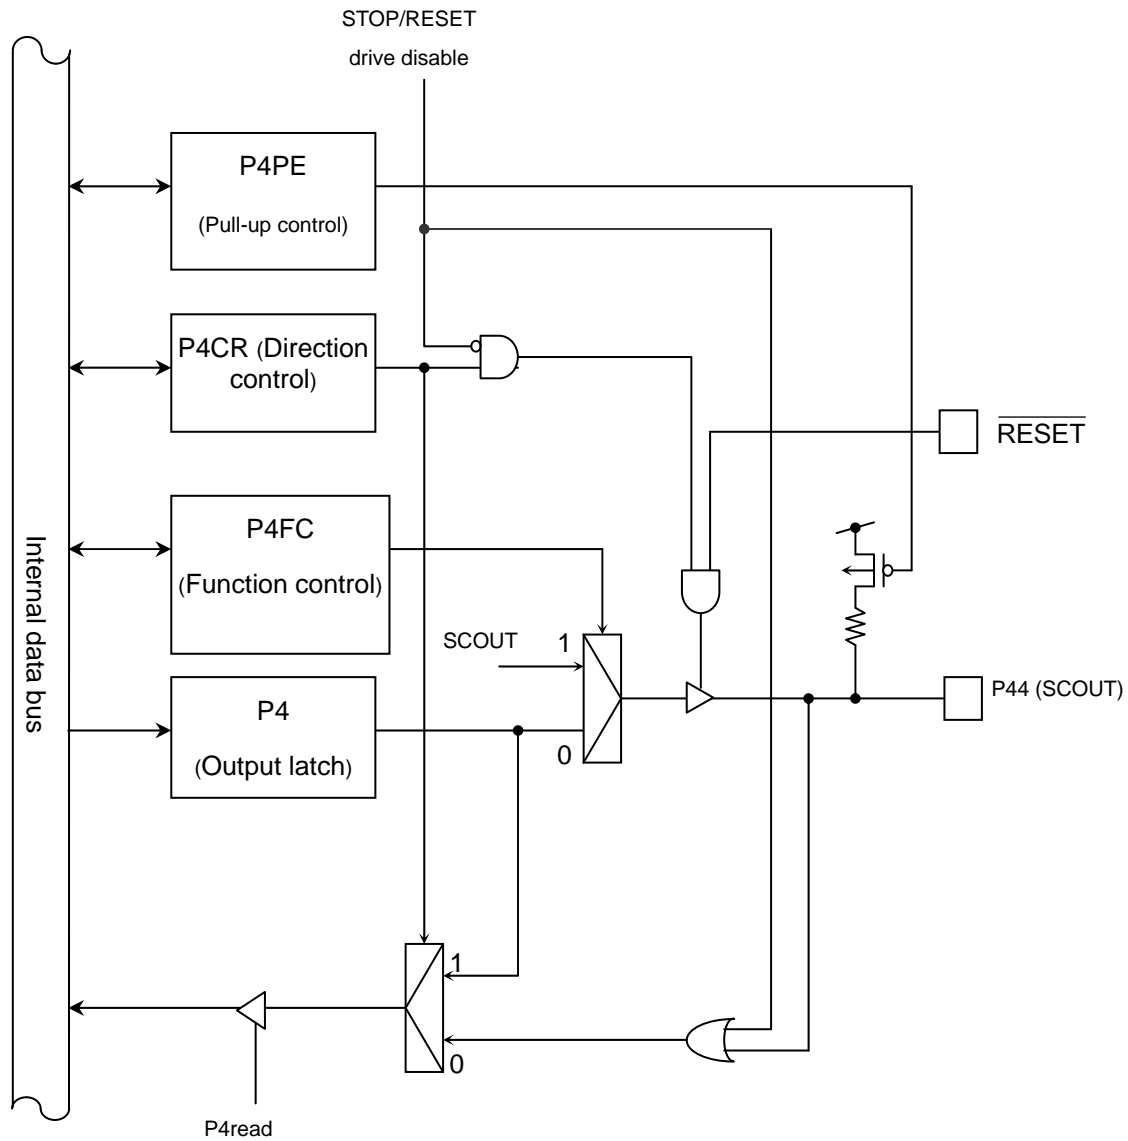 STOP/RESET
drive disable
P4PE
(Pull-up control)
P4CR (Direction
control)
RESET
P4FC
(Function control)
Internal data bus
SCOUT
1
P44 (SCOUT)
P4
(Output latch)
0
1
0
P4read